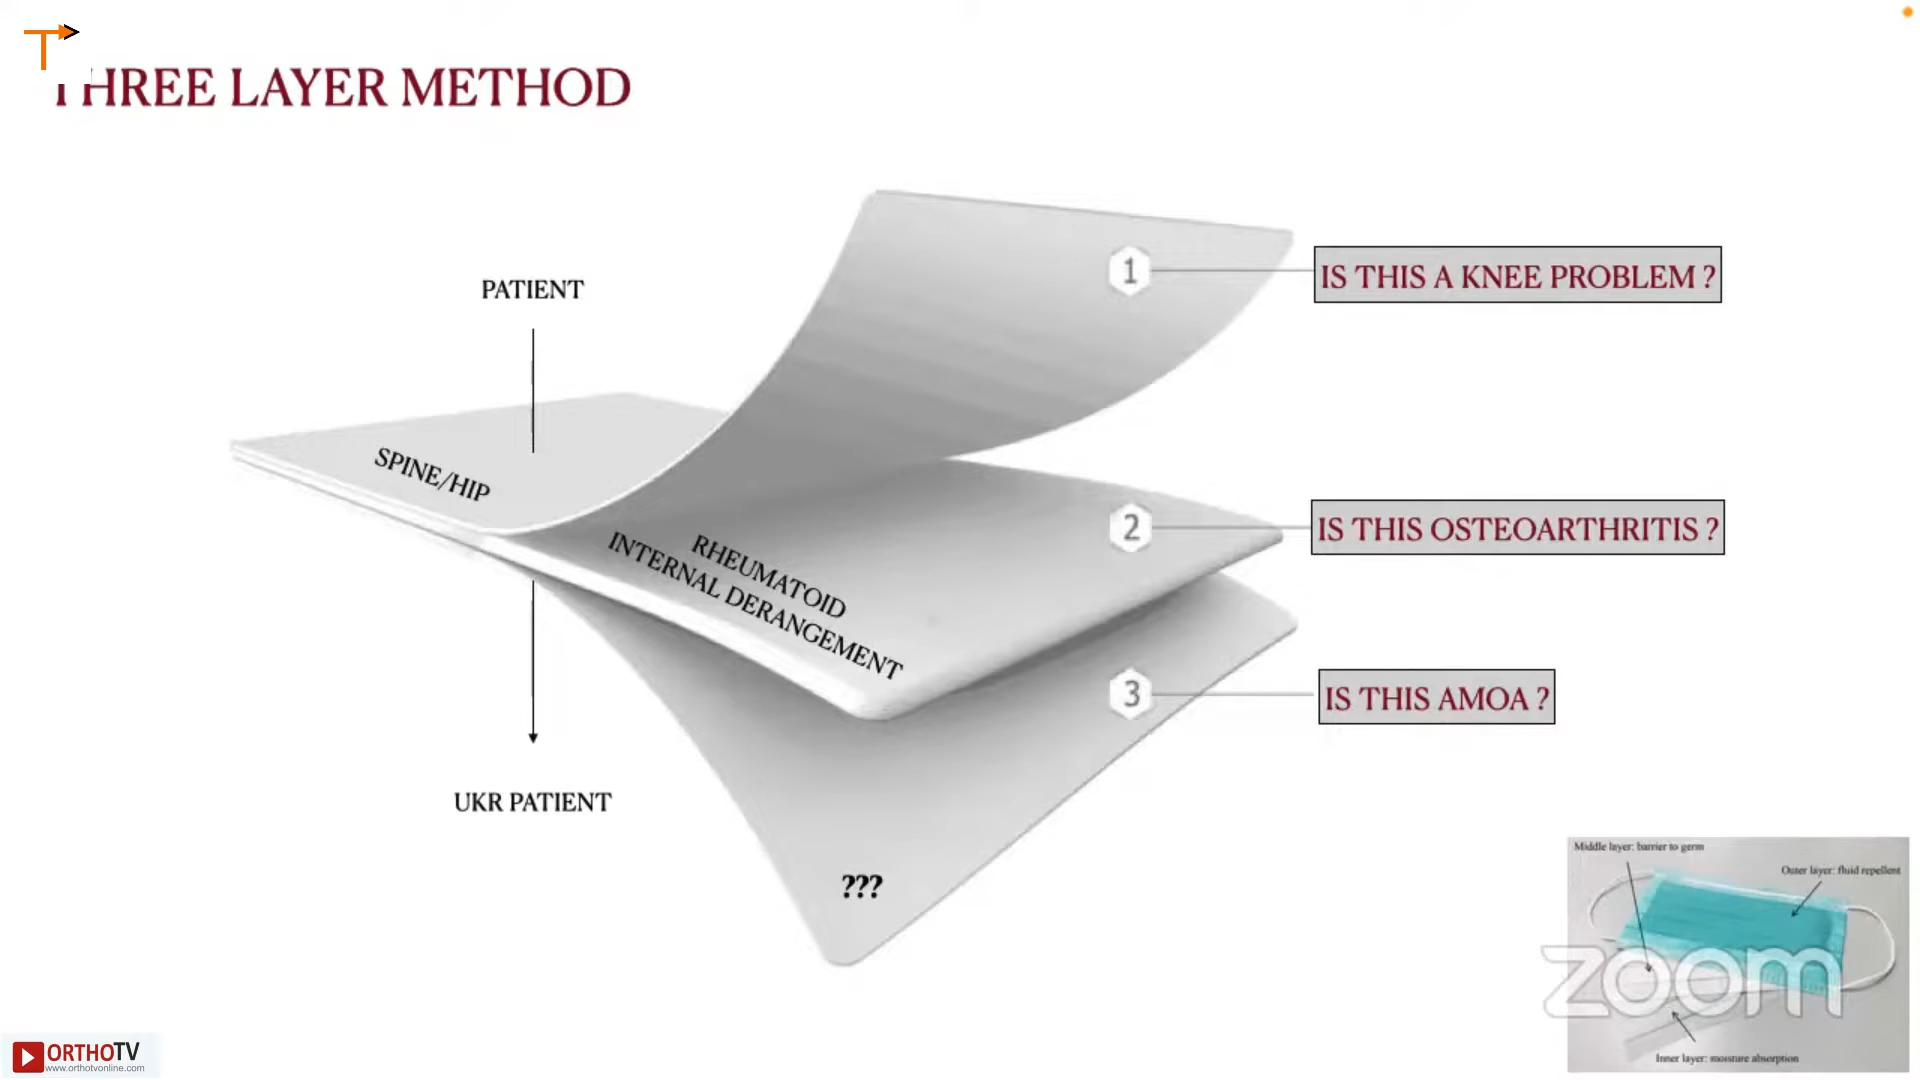 THREE LAYER METHOD
PATIENT
1
IS THIS A KNEE PROBLEM ?
SPINE/HIP
2
IS THIS OSTEOARTHRITIS ?
RHEUMATOID
INTERNAL DERANGEMENT
3
IS THIS AMOA ?
UKR PATIENT
???
Middle layer: barrier to germ
Outer layer: fluid repellent
zoom
Inner layer: moisture absorption
ORTHOTV
www.orthotvonline.com